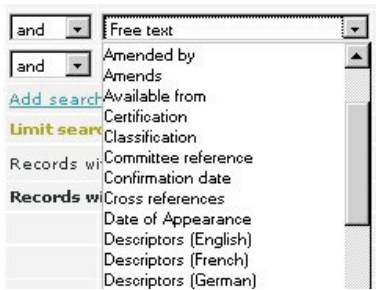 and Free text
and Amended by
Amends
Add search Available from
Certification
Limit sear Classification
Records wi Committee reference
Confirmation date
Records wi Cross references
Date of Appearance
Descriptors (English)
Descriptors (French)
Descriptors (German)